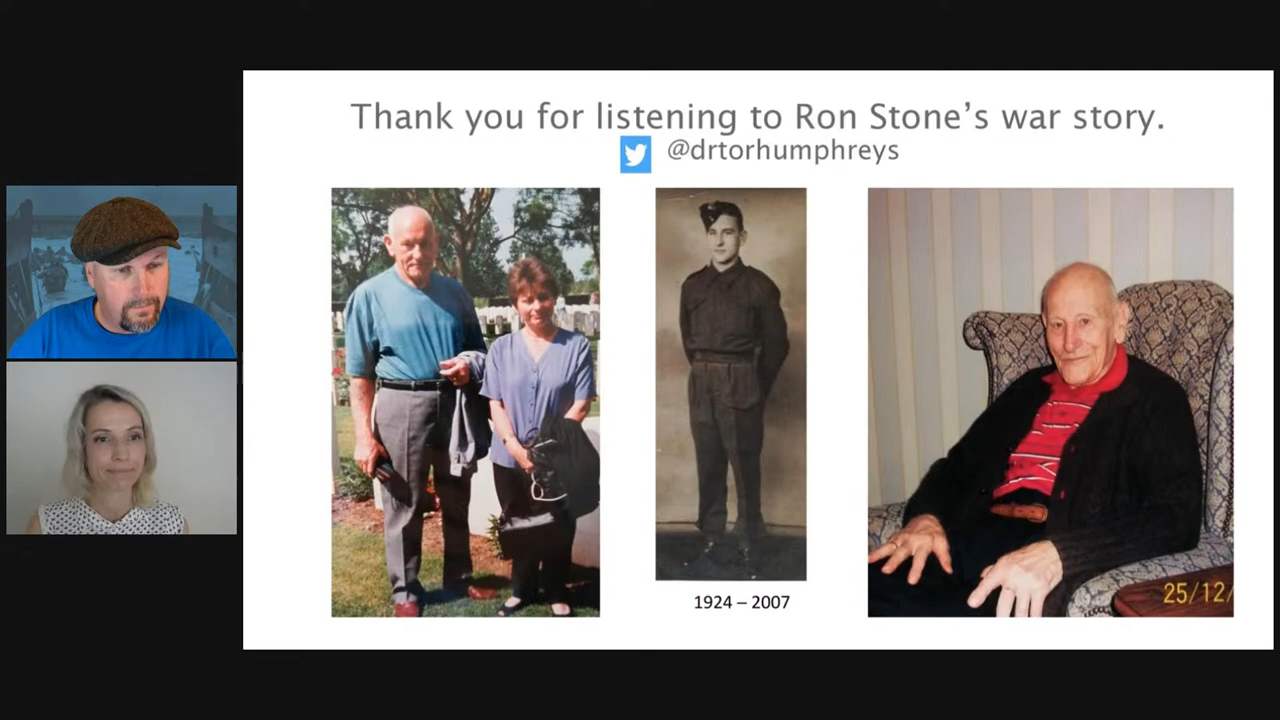 Thank you for listening to Ron Stone’s war story.
@drtorhumphreys
1924 – 2007
25/12/